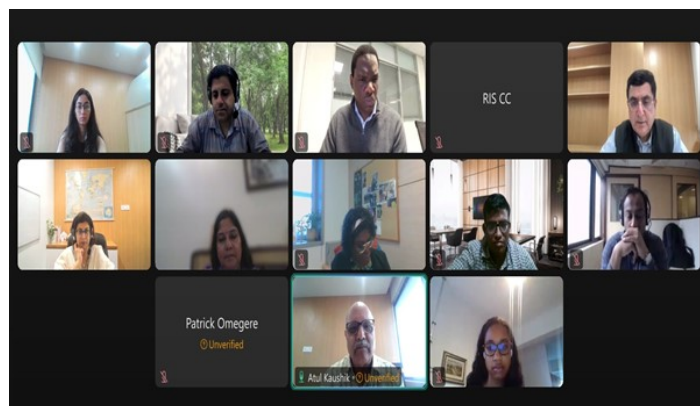 RIS CC
Patrick Omegere
Unverified
Atul Kaushik - Unverified